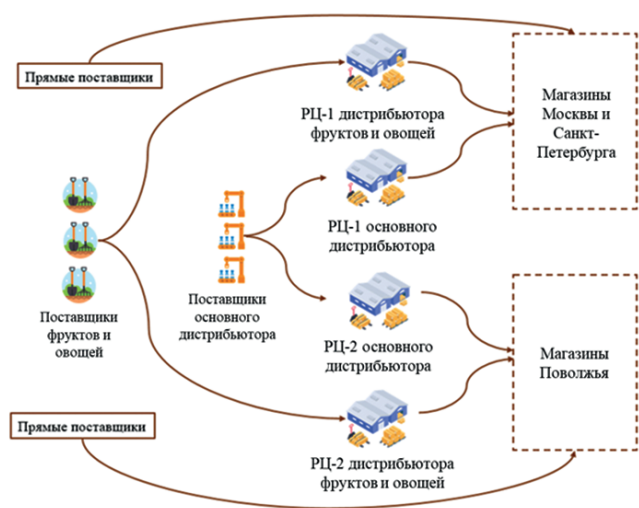 Прямые поставщики
РЦ-1 дистрибьютора
фруктов и овощей
Магазины
Москвы и
Санкт-
Петербурга
РЦ-1 основного
дистрибьютора
Поставщики
фруктов и
овощей
Поставщики
основного
дистрибьютора
РЦ-2 основного
дистрибьютора
Магазины
Поволжья
Прямые поставщики
РЦ-2 дистрибьютора
фруктов и овощей